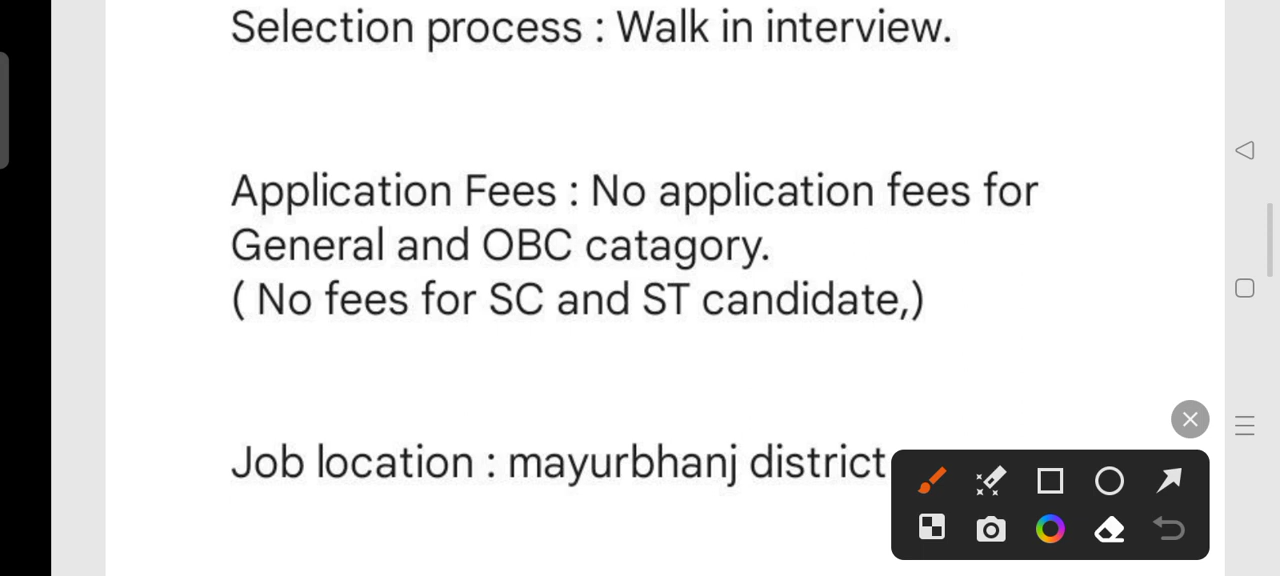 Selection process : Walk in interview.
Application Fees : No application fees for
General and OBC catagory.
( No fees for SC and ST candidate,)
Job location : mayurbhanj district